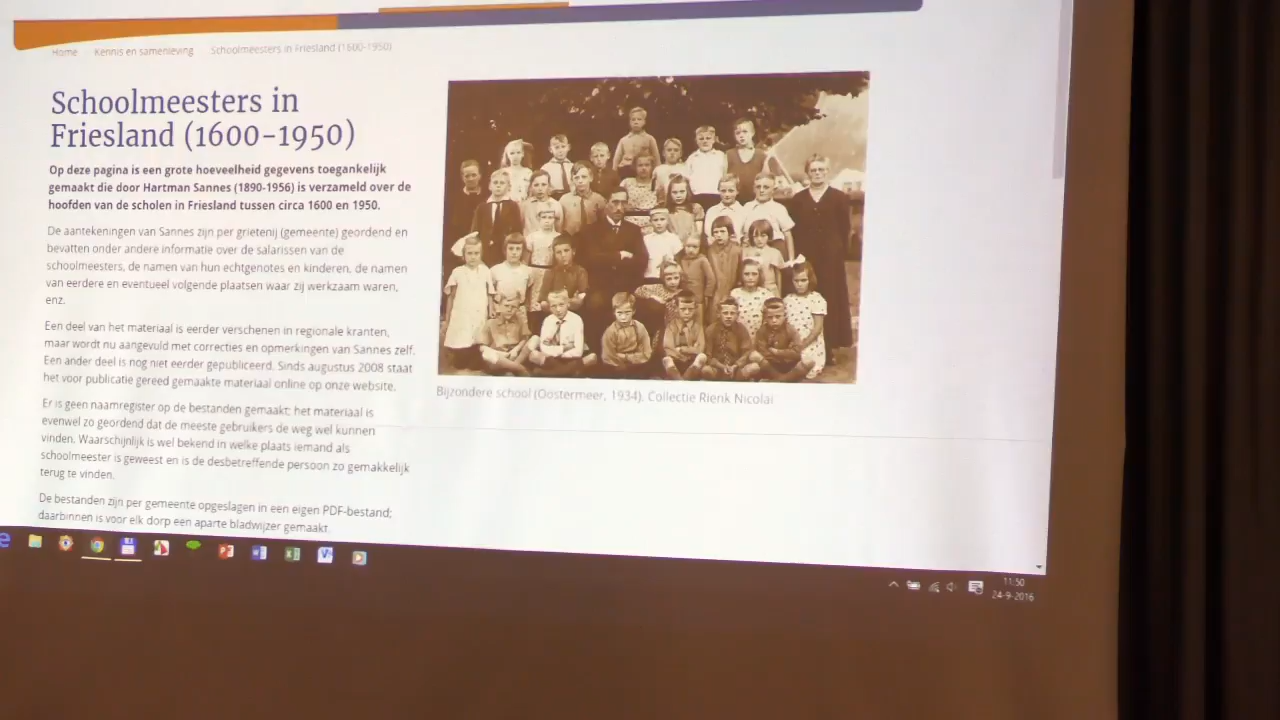 Home Kennis en samenleving Schoolmeesters in Friesland (1600-1950)
Schoolmeesters in
Friesland (1600-1950)
Op deze pagina is een grote hoeveelheid gegevens toegankelijk
gemaakt die door Hartman Sannes (1890-1956) is verzameld over de
hoofden van de scholen in Friesland tussen circa 1600 en 1950.
De aantekeningen van Sannes zijn per grietenij (gemeente) geordend en
bevatten onder andere informatie over de salarissen van de
schoolmeesters, de namen van hun echtgenotes en kinderen, de namen
van eerdere en eventueel volgende plaatsen waar zij werkzaam waren,
enz.
Een deel van het materiaal is eerder verschenen in regionale kranten,
maar wordt nu aangevuld met correcties en opmerkingen van Sannes zelf.
Een ander deel is nog niet eerder gepubliceerd. Sinds augustus 2008 staat
het voor publicatie gereed gemaakte materiaal online op onze website.
Er is geen naamregister op de bestanden gemaakt; het materiaal is
evenwel zo geordend dat de meeste gebruikers de weg wel kunnen
vinden. Waarschijnlijk is wel bekend in welke plaats iemand als
schoolmeester is geweest en is de desbetreffende persoon zo gemakkelijk
terug te vinden.
De bestanden zijn per gemeente opgeslagen in een eigen PDF-bestand;
daarbinnen is voor elk dorp een aparte bladwijzer gemaakt.
Bijzondere school (Oostermeer, 1934). Collectie Rienk Nicolai
11:50
24-9-2016